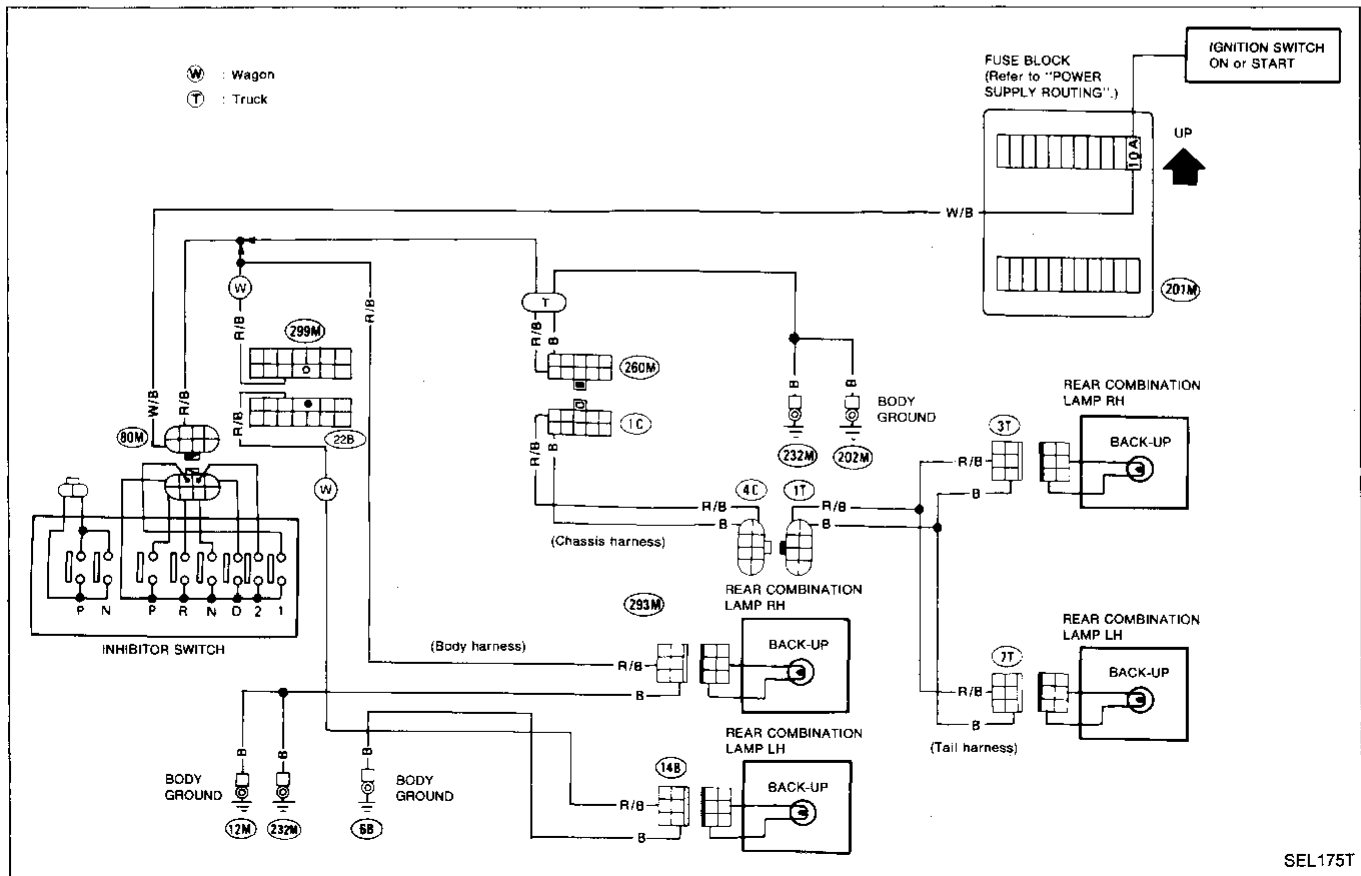 W : Wagon
T : Truck
FUSE BLOCK
(Refer to "POWER
SUPPLY ROUTING".)
IGNITION SWITCH
ON or START
UP
10A
W/B
201M
W
R/B
R/B
299M
T
R/B
B
260M
W/B
R/B
80M
R/B
22B
1C
R/B
B
B
B
BODY
GROUND
232M
202M
REAR COMBINATION
LAMP RH
3T
BACK-UP
R/B
B
W
4C
1T
R/B
R/B
B
B
(Chassis harness)
P N P R N D 2 1
INHIBITOR SWITCH
REAR COMBINATION
LAMP RH
293M
BACK-UP
(Body harness)
R/B
B
REAR COMBINATION
LAMP LH
7T
BACK-UP
R/B
B
(Tail harness)
REAR COMBINATION
LAMP LH
14B
BACK-UP
R/B
B
B
B
B
BODY
GROUND
BODY
GROUND
12M
232M
6B
SEL175T